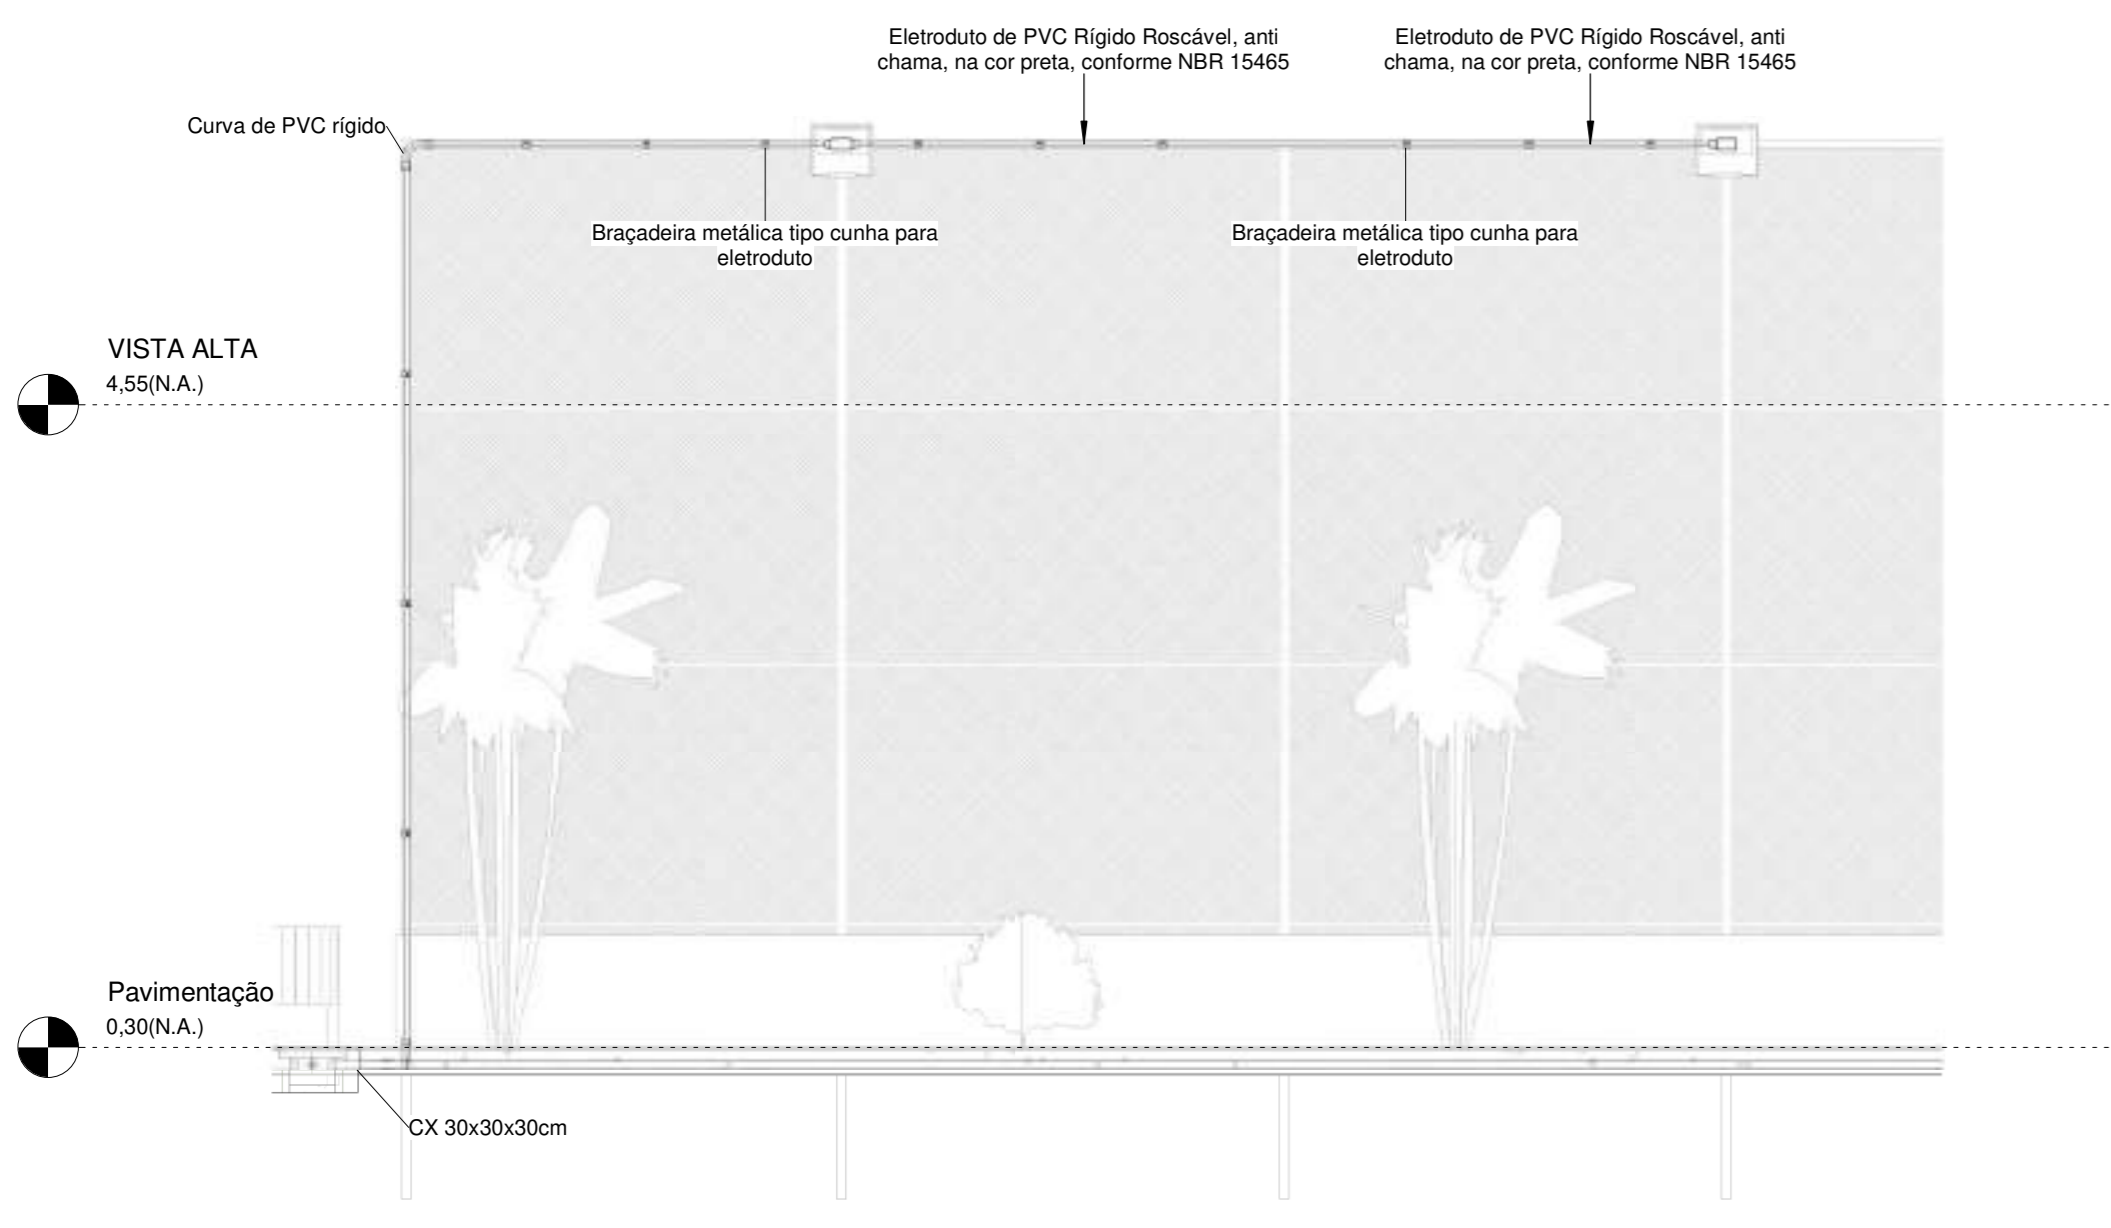 Eletroduto de PVC Rígido Roscável, anti
chama, na cor preta, conforme NBR 15465
Eletroduto de PVC Rígido Roscável, anti
chama, na cor preta, conforme NBR 15465
Curva de PVC rígido
Braçadeira metálica tipo cunha para
eletroduto
Braçadeira metálica tipo cunha para
eletroduto
VISTA ALTA
4,55(N.A.)
Pavimentação
0,30(N.A.)
CX 30x30x30cm